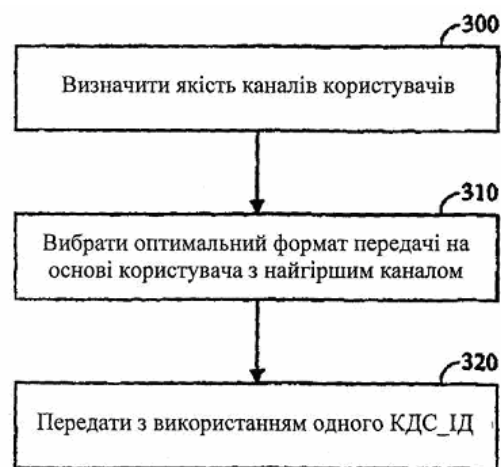 300
Визначити якість каналів користувачів
310
Вибрати оптимальний формат передачі на
основі користувача з найгіршим каналом
320
Передати з використанням одного КДС_ІД